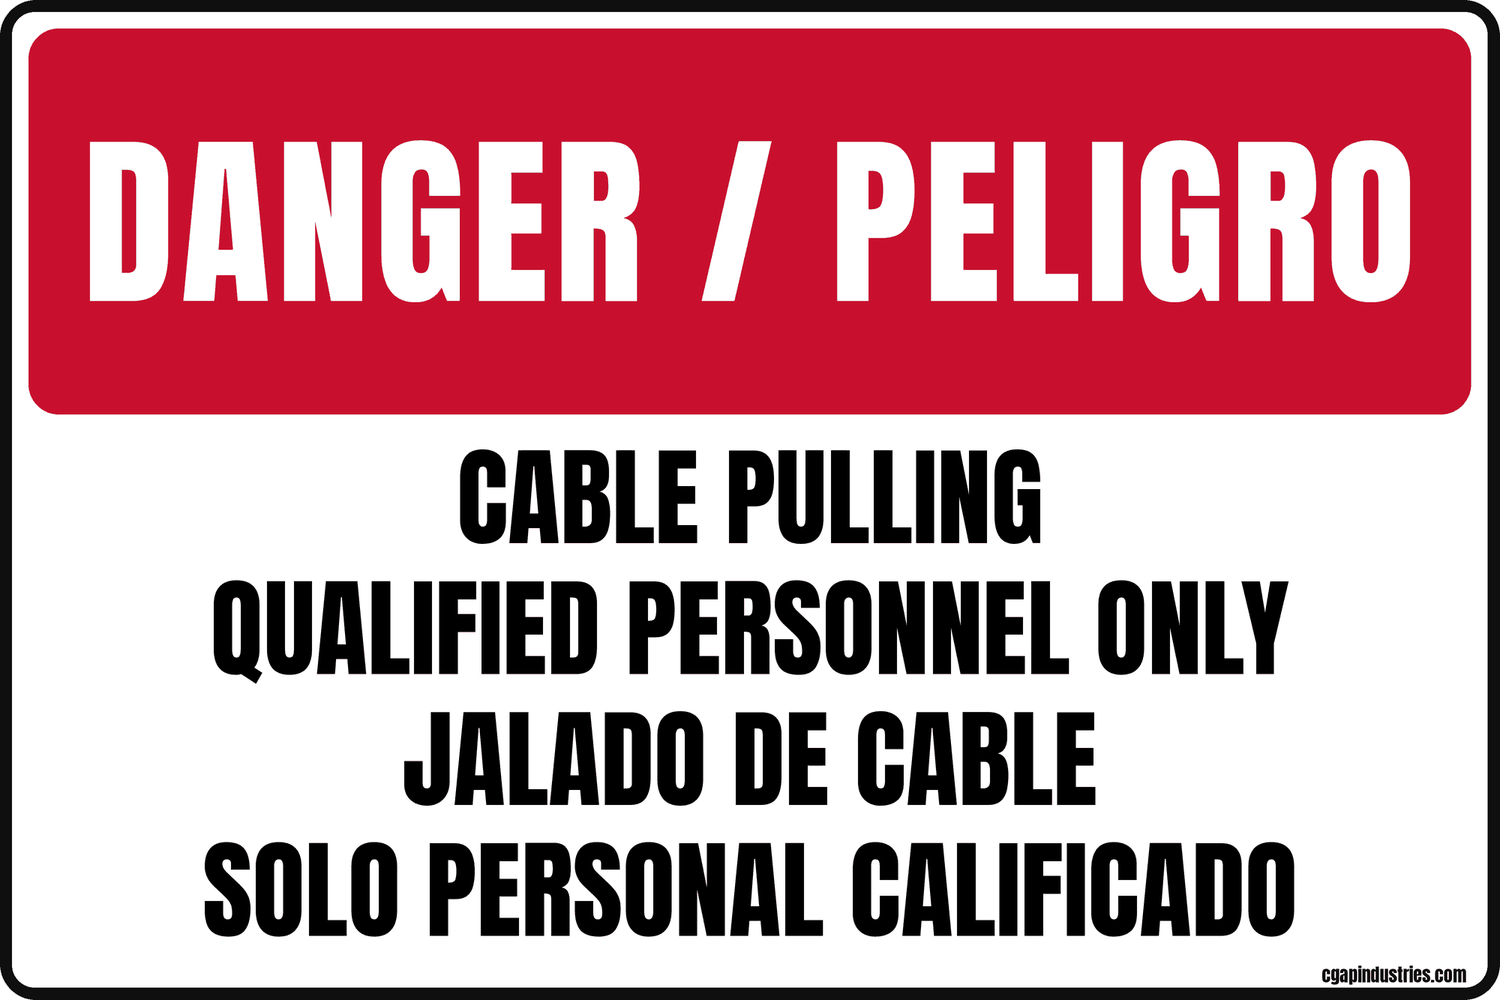 DANGER / PELIGRO
CABLE PULLING
QUALIFIED PERSONNEL ONLY
JALADO DE CABLE
SOLO PERSONAL CALIFICADO
cgapindustries.com